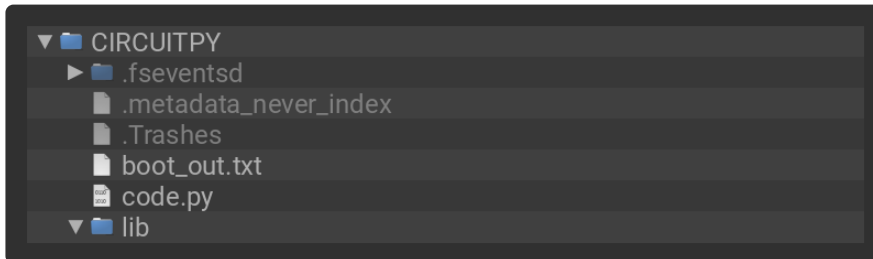 CIRCUITPY
.fseventsd
.metadata_never_index
.Trashes
boot_out.txt
code.py
lib